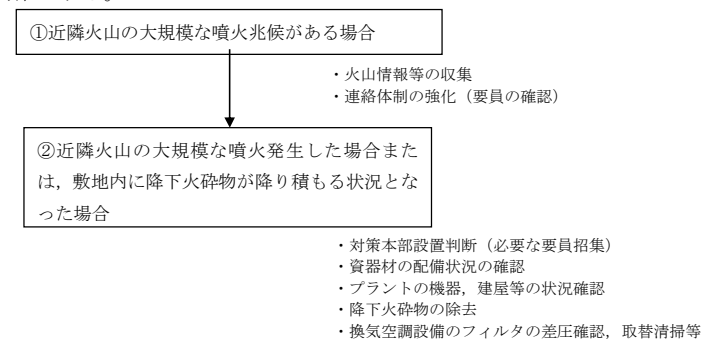 ①近隣火山の大規模な噴火兆候がある場合
・火山情報等の収集
・連絡体制の強化（要員の確認）
②近隣火山の大規模な噴火発生した場合また
は，敷地内に降下火砕物が降り積もる状況とな
った場合
・対策本部設置判断（必要な要員招集）
・資器材の配備状況の確認
・プラントの機器，建屋等の状況確認
・降下火砕物の除去
・換気空調設備のフィルタの差圧確認，取替清掃等